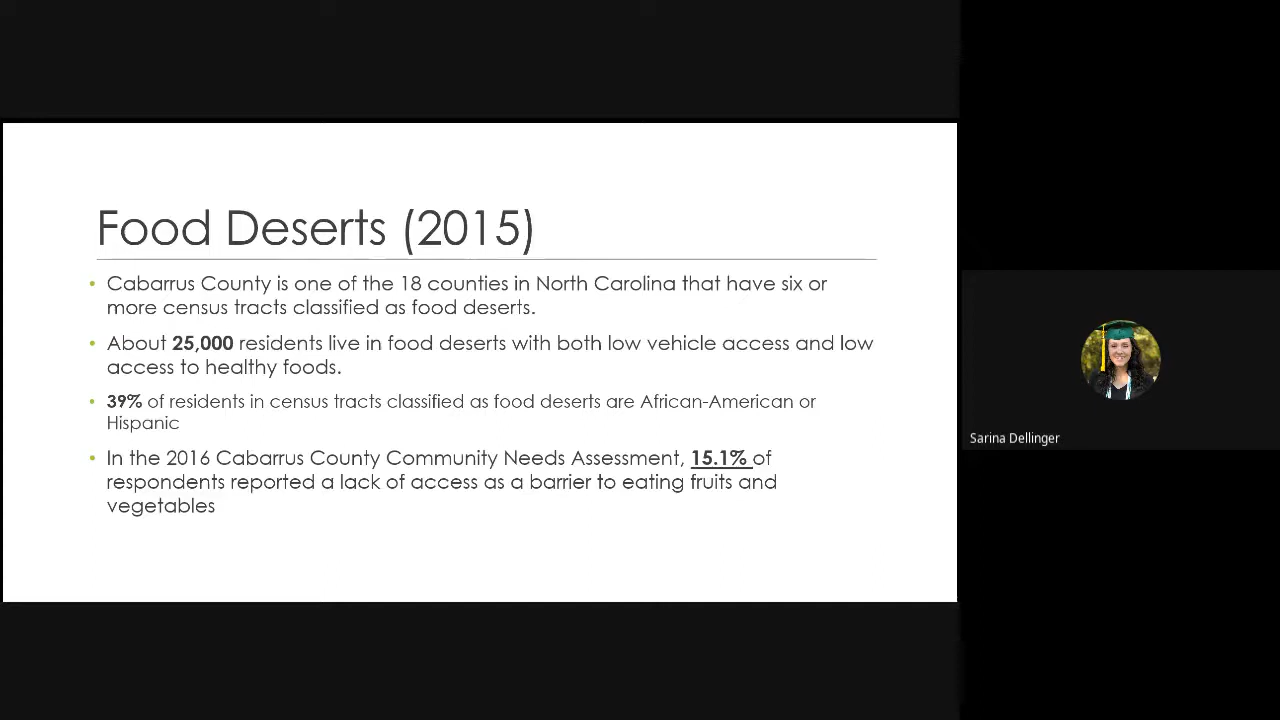 Food Deserts (2015)
• Cabarrus County is one of the 18 counties in North Carolina that have six or
more census tracts classified as food deserts.
• About 25,000 residents live in food deserts with both low vehicle access and low
access to healthy foods.
• 39% of residents in census tracts classified as food deserts are African-American or
Hispanic
• In the 2016 Cabarrus County Community Needs Assessment, 15.1% of
respondents reported a lack of access as a barrier to eating fruits and
vegetables
Sarina Dellinger